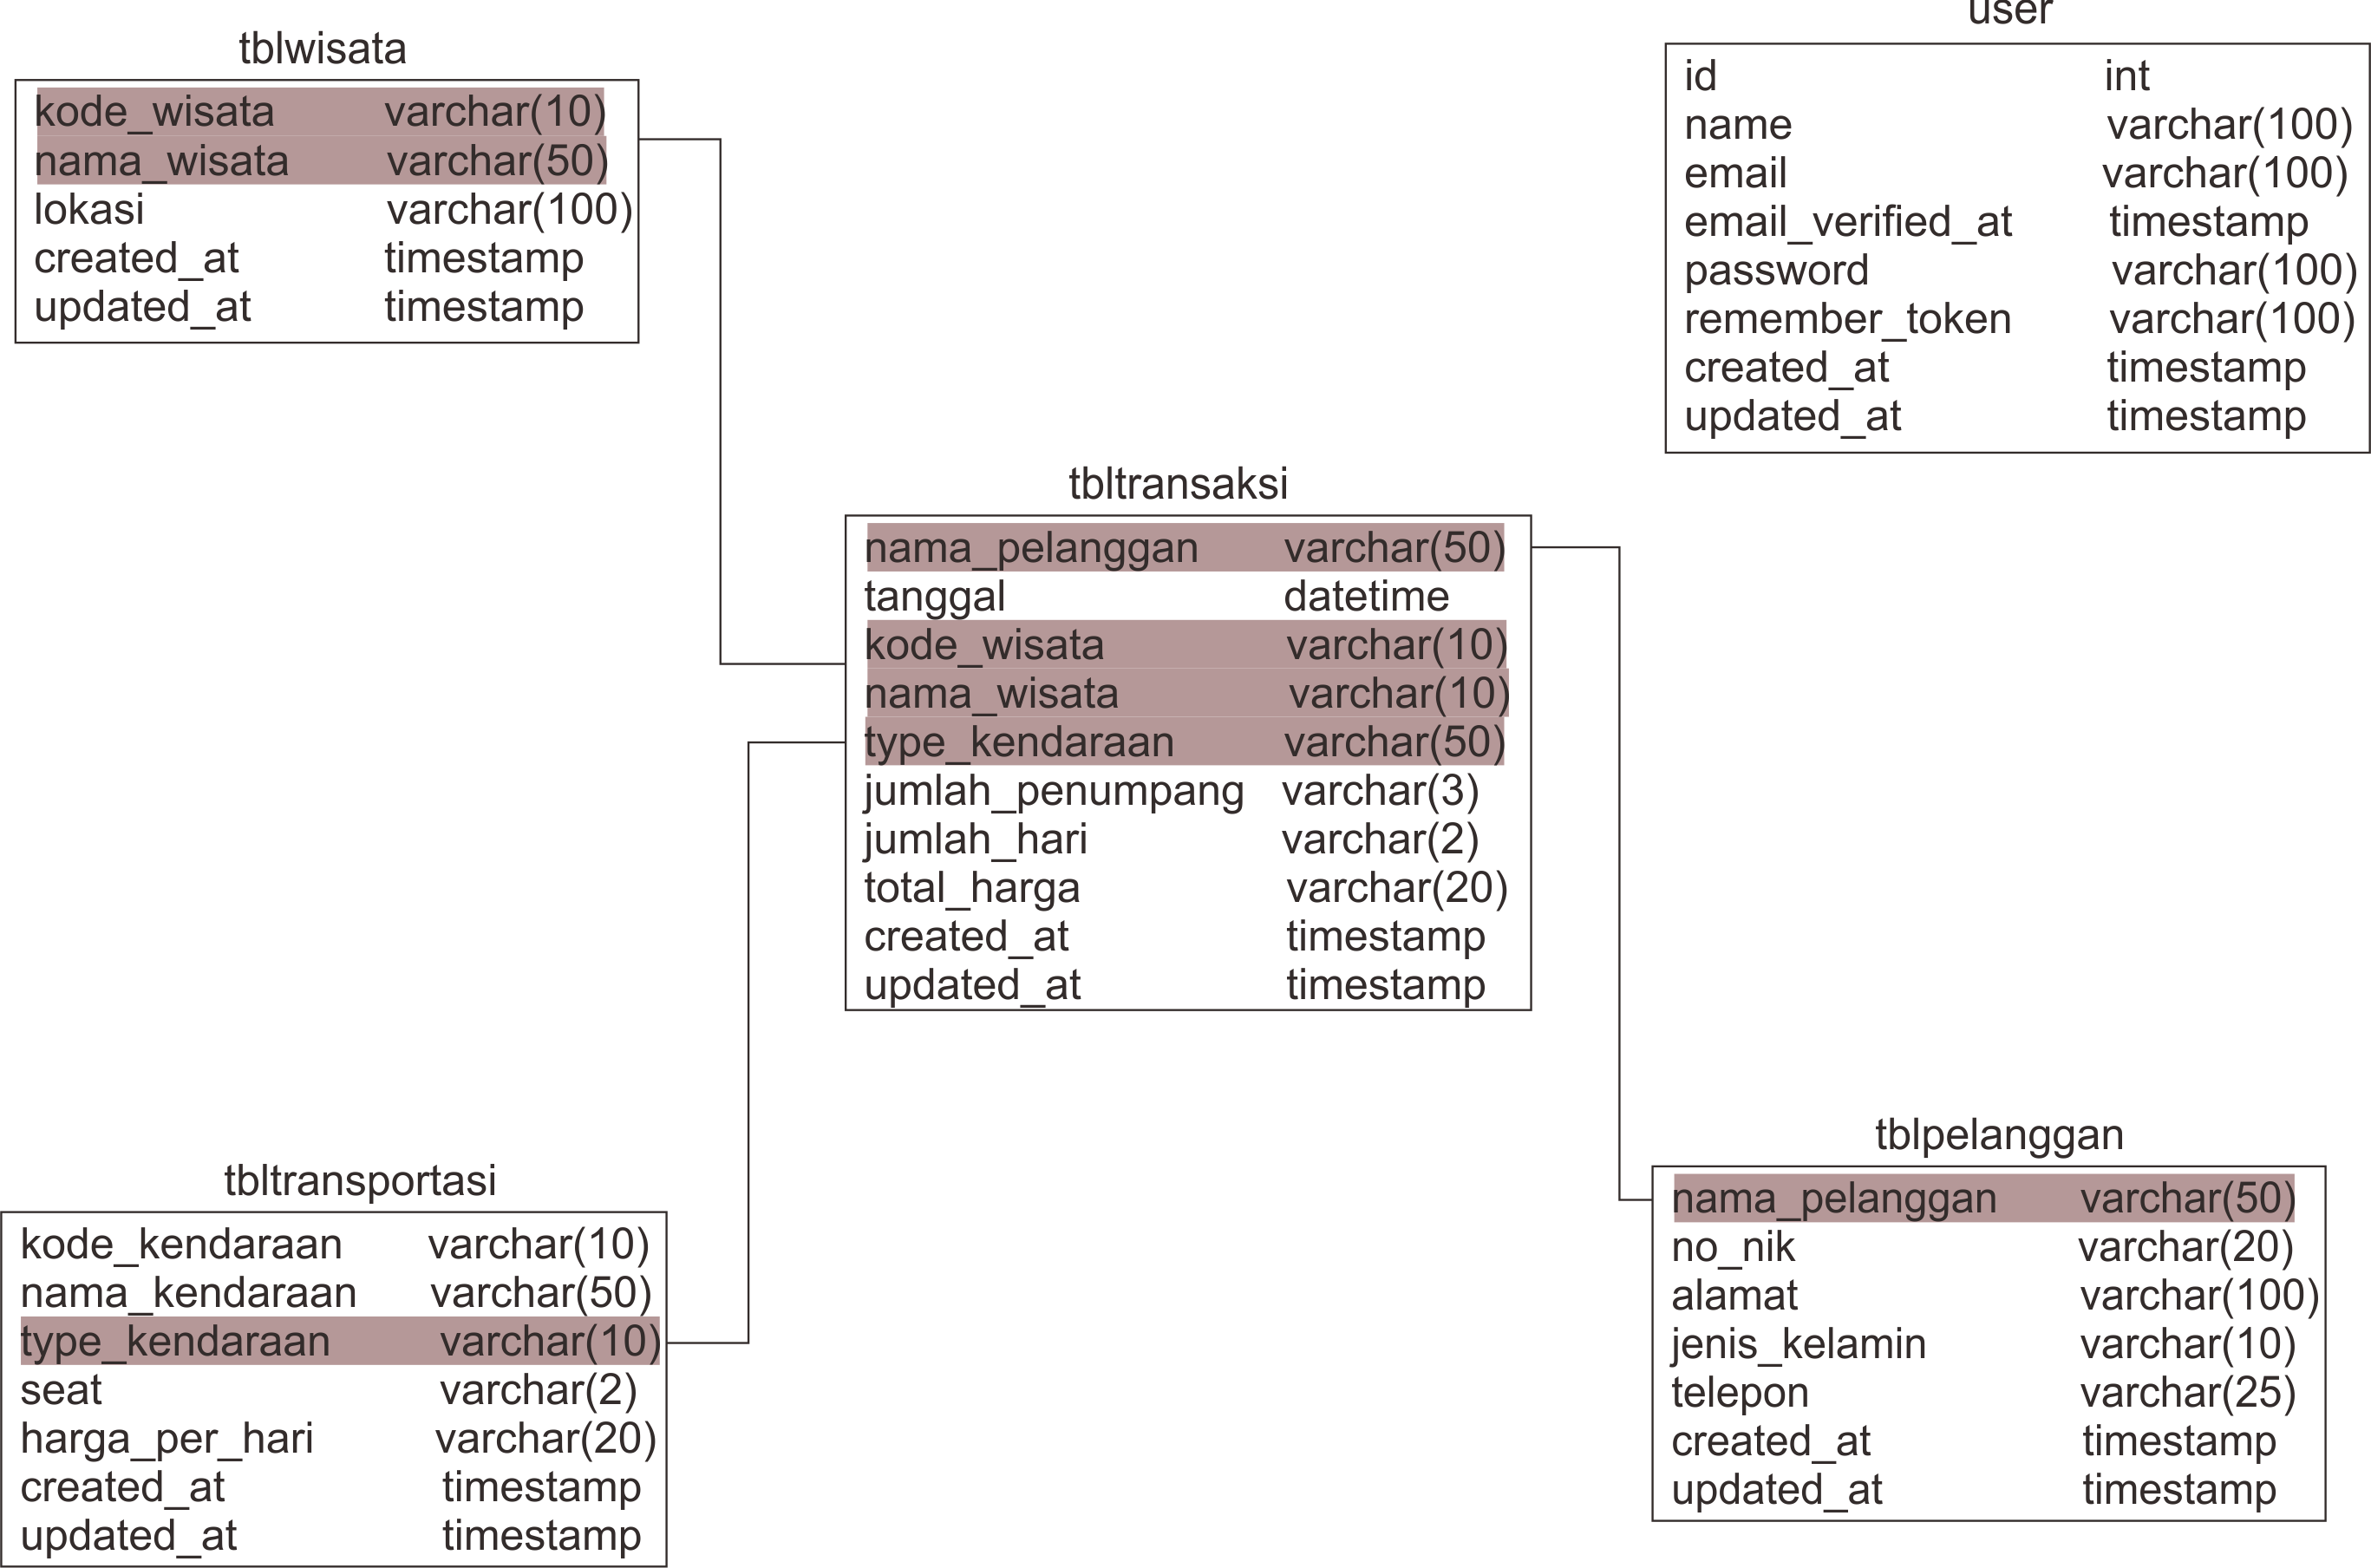 tblwisata
kode_wisata varchar(10)
nama_wisata varchar(50)
lokasi varchar(100)
created_at timestamp
updated_at timestamp
user
id int
name varchar(100)
email varchar(100)
email_verified_at timestamp
password varchar(100)
remember_token varchar(100)
created_at timestamp
updated_at timestamp
tbltransaksi
nama_pelanggan varchar(50)
tanggal datetime
kode_wisata varchar(10)
nama_wisata varchar(10)
type_kendaraan varchar(50)
jumlah_penumpang varchar(3)
jumlah_hari varchar(2)
total_harga varchar(20)
created_at timestamp
updated_at timestamp
tbltransportasi
kode_kendaraan varchar(10)
nama_kendaraan varchar(50)
type_kendaraan varchar(10)
seat varchar(2)
harga_per_hari varchar(20)
created_at timestamp
updated_at timestamp
tblpelanggan
nama_pelanggan varchar(50)
no_nik varchar(20)
alamat varchar(100)
jenis_kelamin varchar(10)
telepon varchar(25)
created_at timestamp
updated_at timestamp